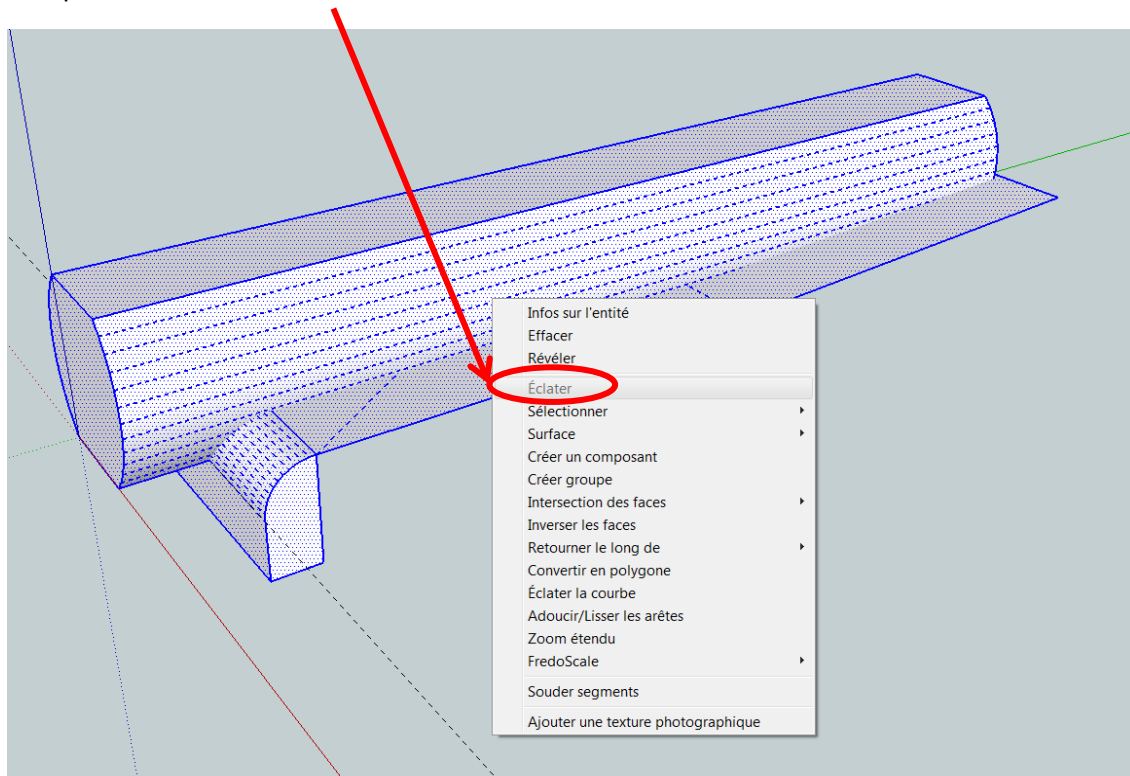 Infos sur l'entité
Effacer
Révéler
Éclater
Sélectionner
Surface
Créer un composant
Créer groupe
Intersection des faces
Inverser les faces
Retourner le long de
Convertir en polygone
Éclater la courbe
Adoucir/Lisser les arêtes
Zoom étendu
FredoScale
Souder segments
Ajouter une texture photographique